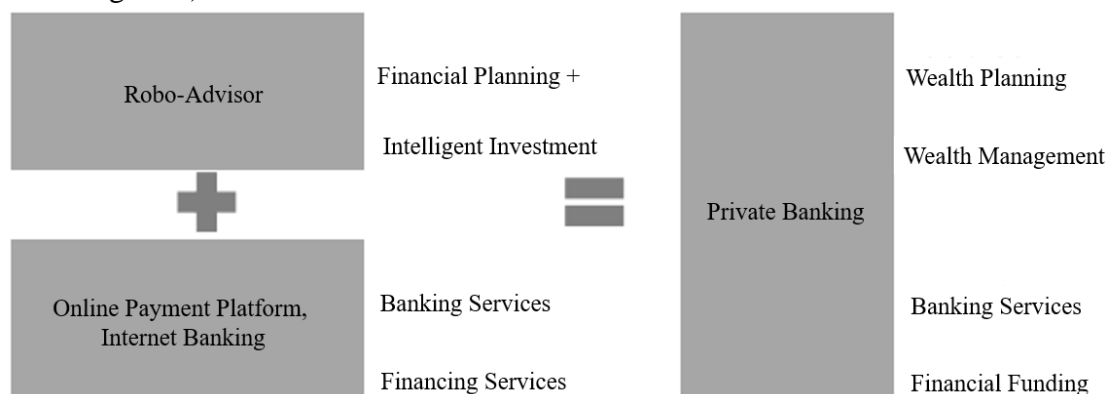 Robo-Advisor
Financial Planning +
Intelligent Investment
Online Payment Platform,
Internet Banking
Banking Services
Financing Services
Private Banking
Wealth Planning
Wealth Management
Banking Services
Financial Funding